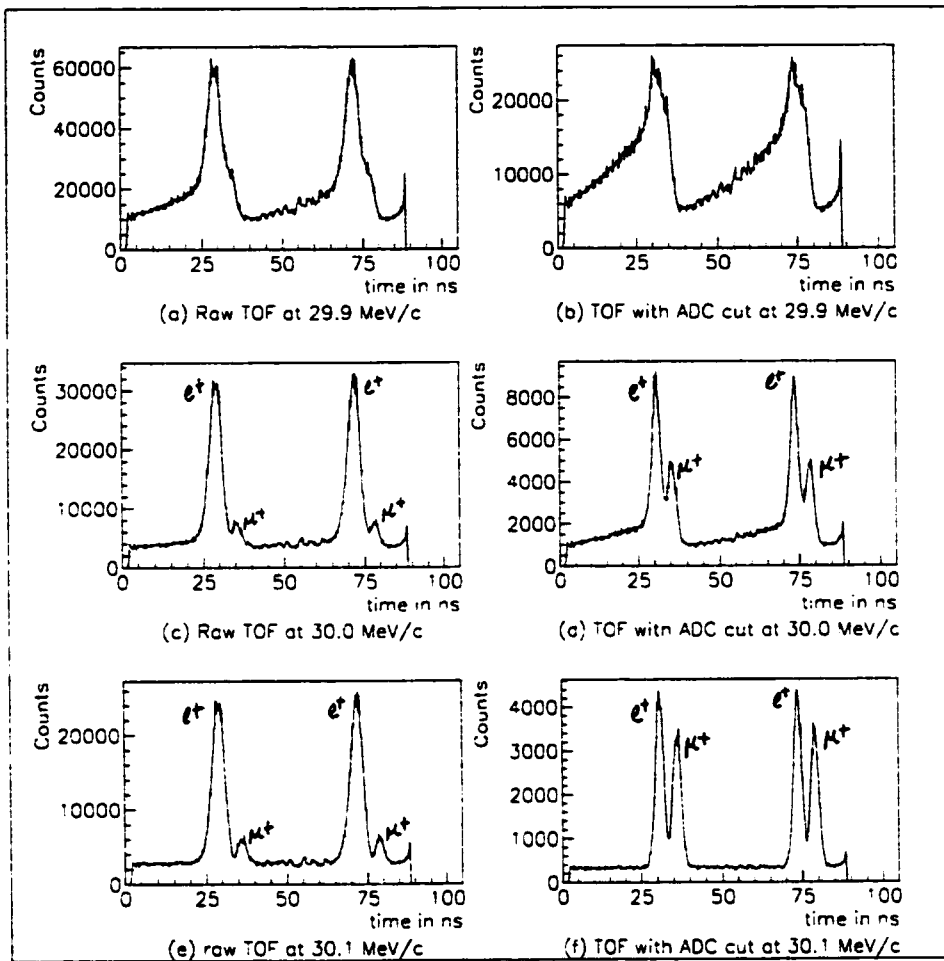 Counts
60000
40000
20000
0
0 25 50 75 100
time in ns
(a) Raw TOF at 29.9 MeV/c
Counts
20000
10000
0
0 25 50 75 100
time in ns
(b) TOF with ADC cut at 29.9 MeV/c
Counts
30000
20000
10000
0
e+
μ+
e+
μ+
0 25 50 75 100
time in ns
(c) Raw TOF at 30.0 MeV/c
Counts
8000
6000
4000
2000
0
e+
μ+
e+
μ+
0 25 50 75 100
time in ns
(d) TOF with ADC cut at 30.0 MeV/c
Counts
20000
10000
0
e+
μ+
e+
μ+
0 25 50 75 100
time in ns
(e) raw TOF at 30.1 MeV/c
Counts
4000
3000
2000
1000
0
e+
μ+
e+
μ+
0 25 50 75 100
time in ns
(f) TOF with ADC cut at 30.1 MeV/c